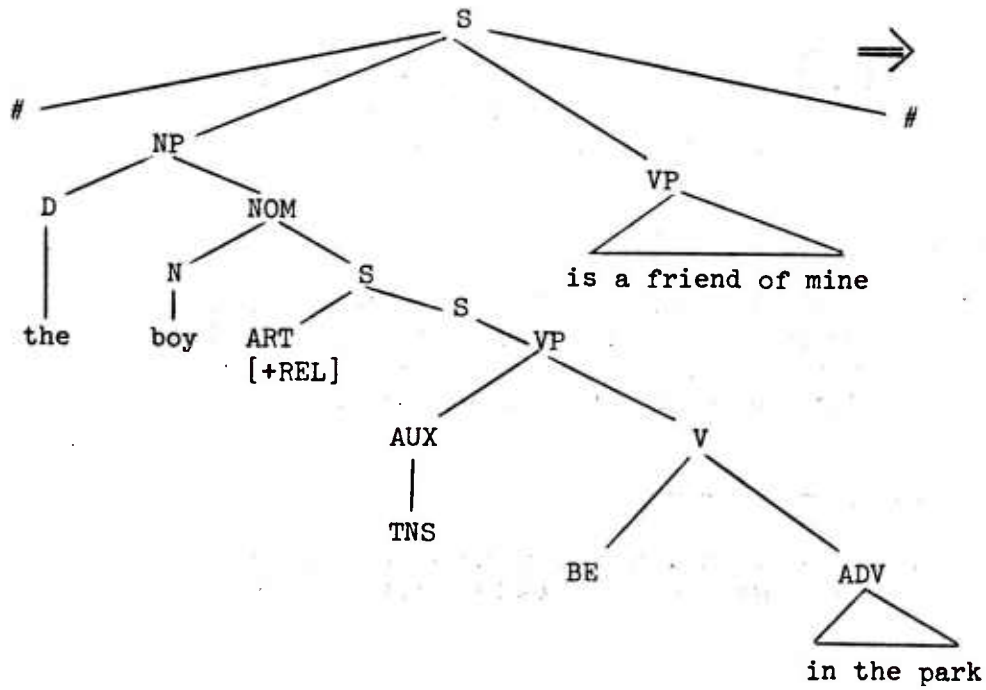 S
⇒
#
#
NP
VP
D
NOM
N
S
is a friend of mine
S
the
boy
ART
VP
[+REL]
AUX
V
TNS
BE
ADV
in the park